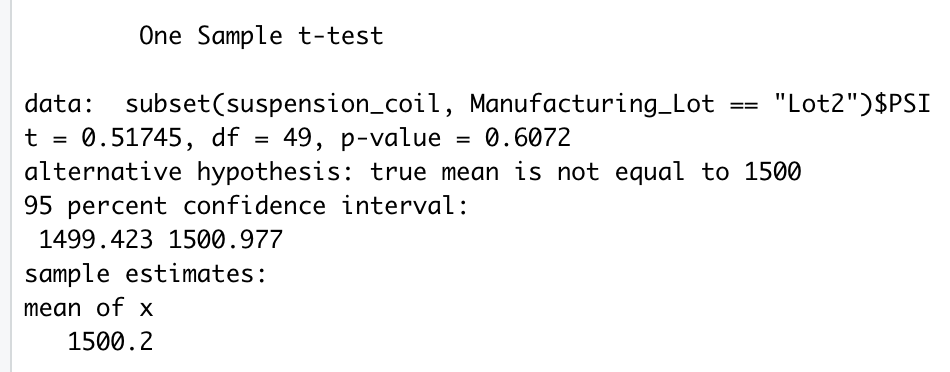 One Sample t-test
data:  subset(suspension_coil, Manufacturing_Lot == "Lot2")$PSI
t = 0.51745, df = 49, p-value = 0.6072
alternative hypothesis: true mean is not equal to 1500
95 percent confidence interval:
1499.423 1500.977
sample estimates:
mean of x
1500.2